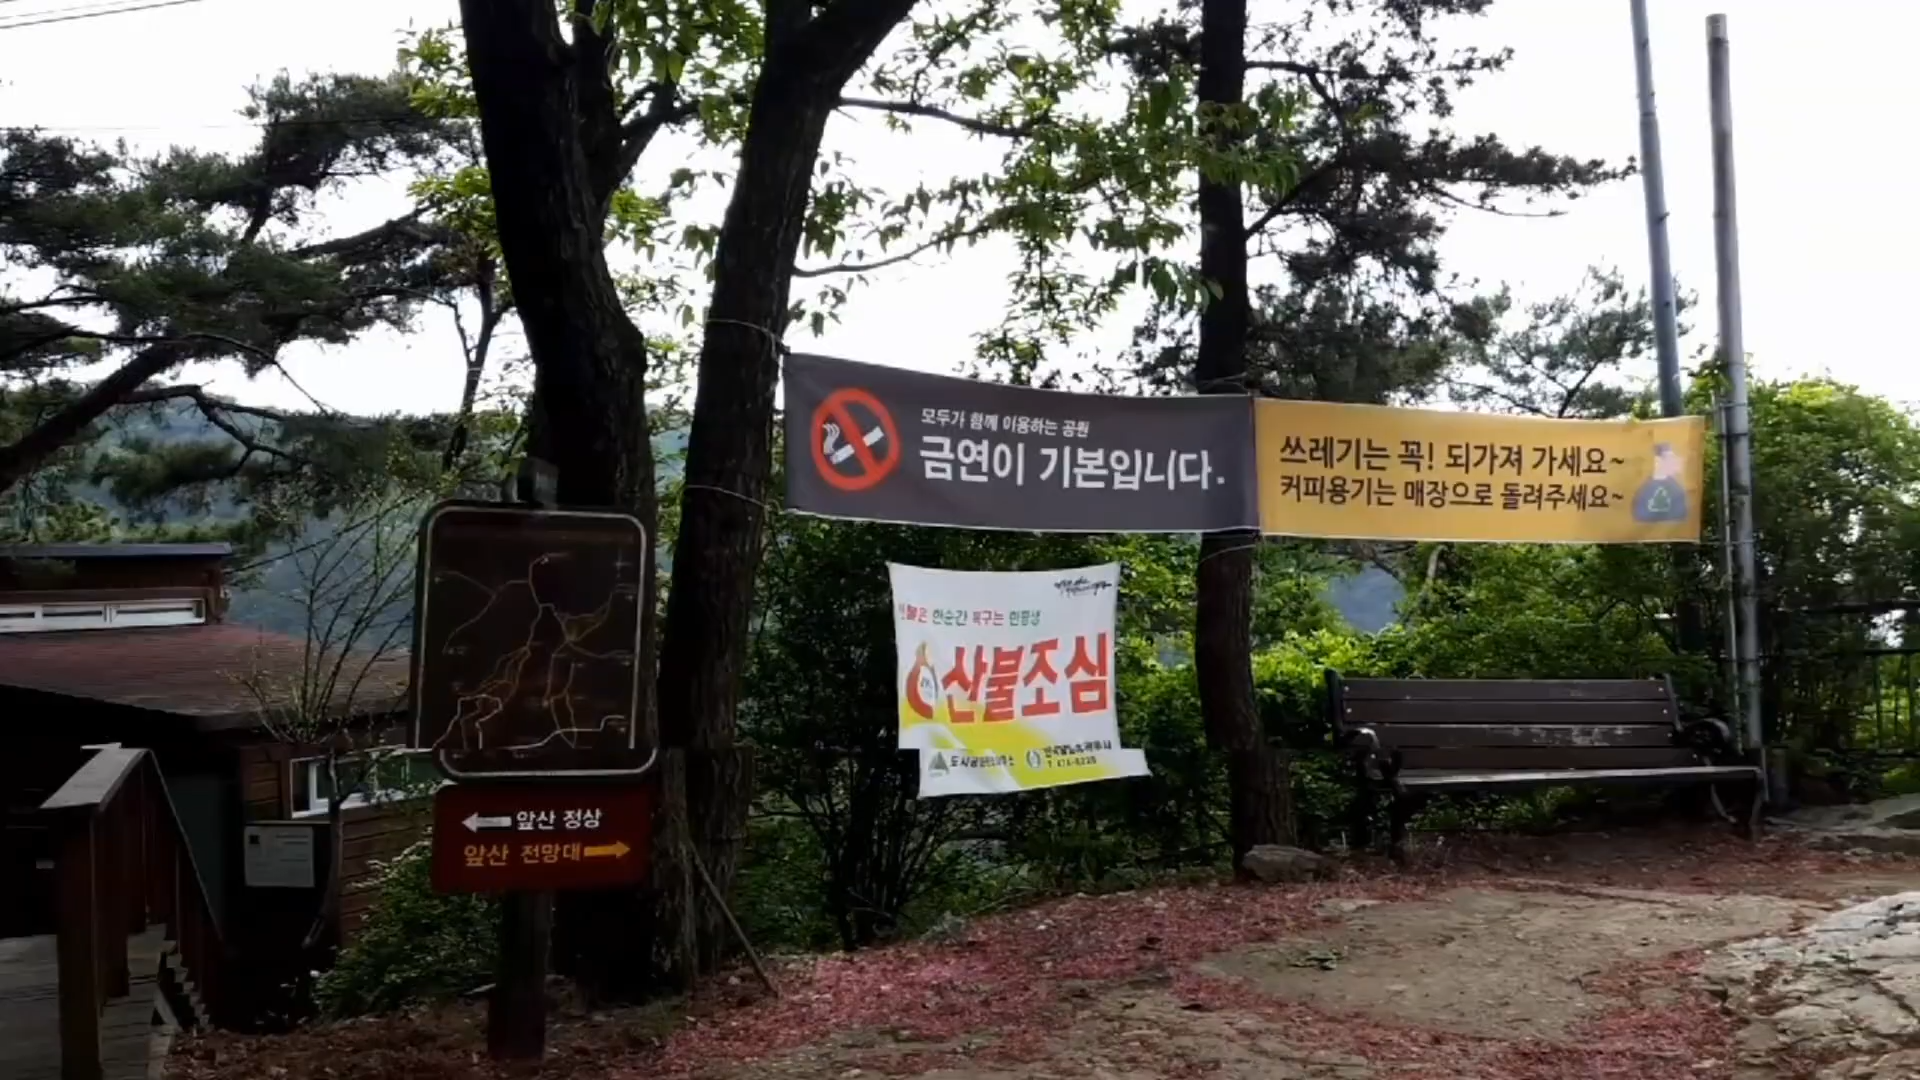 모두가 함께 이용하는 공원
금연이 기본입니다.
쓰레기는 꼭! 되가져 가세요~
커피용기는 매장으로 돌려주세요~
한순간 복구는 한평생
산불조심
앞산 정상
앞산 전망대